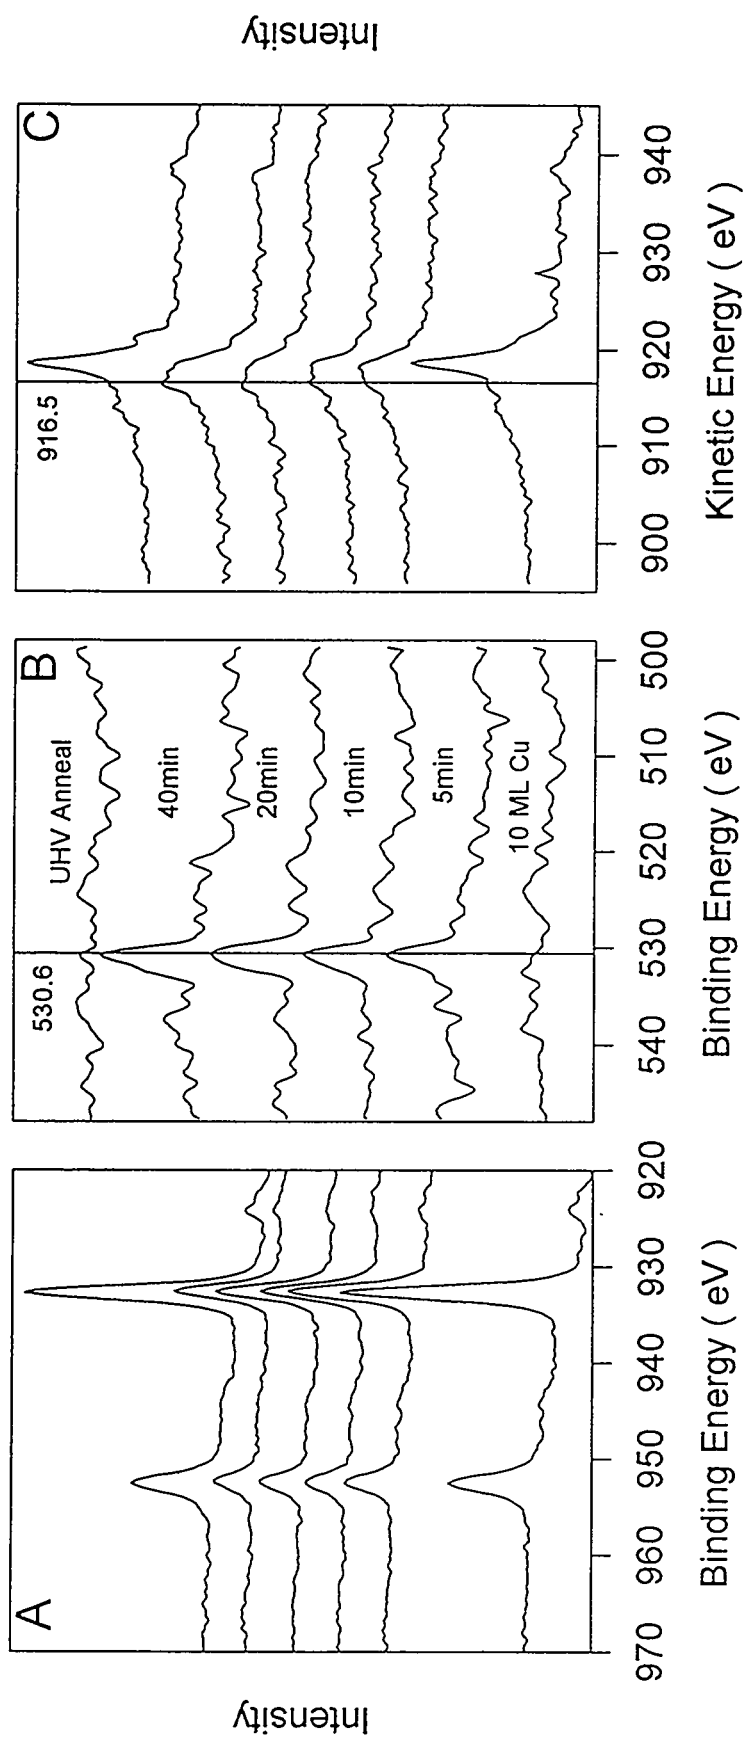 Intensity
A
970 960 950 940 930 920
Binding Energy ( eV )
B
530.6
UHV Anneal
40min
20min
10min
5min
10 ML Cu
540 530 520 510 500
Binding Energy ( eV )
C
916.5
900 910 920 930 940
Kinetic Energy ( eV )
Intensity